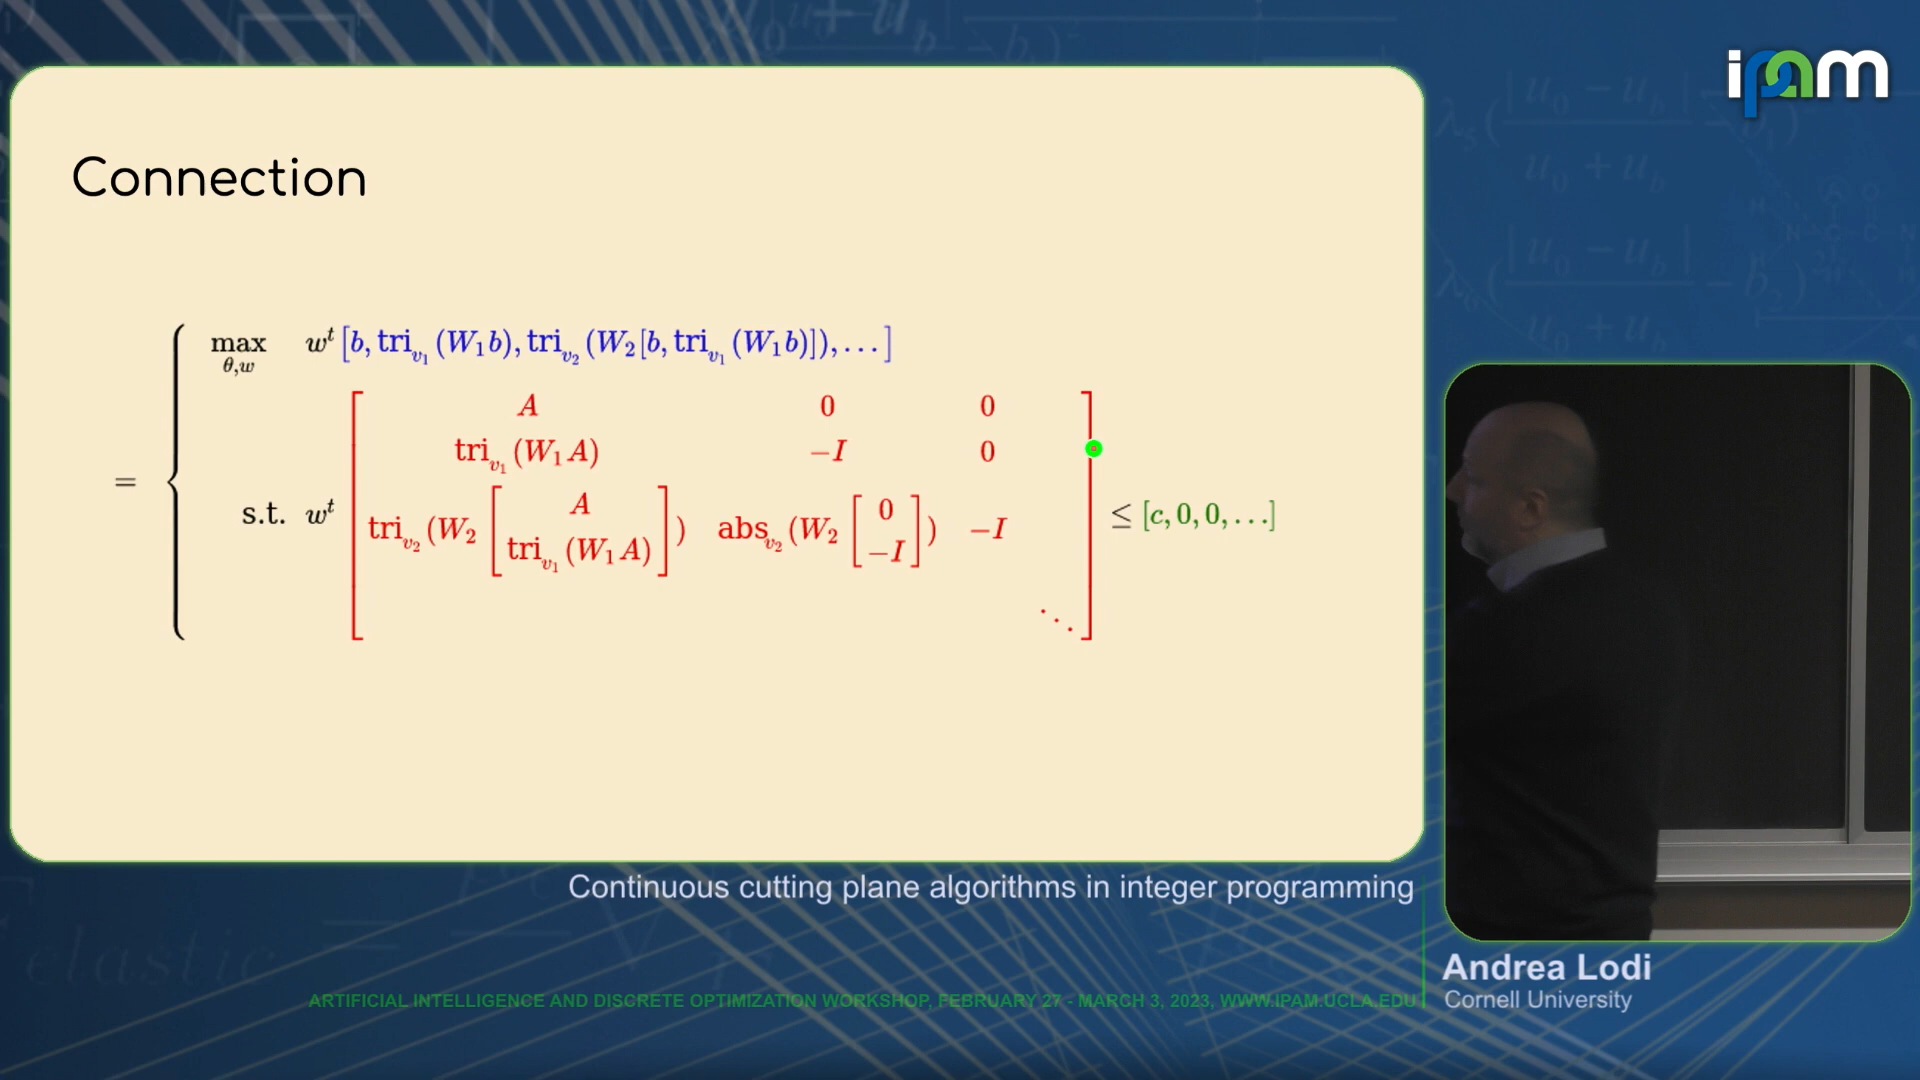 ipam
Connection
= { max_{θ,w} w^t [b, tri_{v_1} (W_1 b), tri_{v_2} (W_2 [b, tri_{v_1} (W_1 b)]), …]
A 0 0
tri_{v_1} (W_1 A) −I 0
s.t. w^t [ tri_{v_2} (W_2 [ A tri_{v_1} (W_1 A) ] ) abs_{v_2} (W_2 [ 0 −I ] ) −I ⋱ ] ≤ [c, 0, 0, …]
Continuous cutting plane algorithms in integer programming
Andrea Lodi
Cornell University
ARTIFICIAL INTELLIGENCE AND DISCRETE OPTIMIZATION WORKSHOP, FEBRUARY 27 - MARCH 3, 2023, WWW.IPAM.UCLA.EDU
elastic